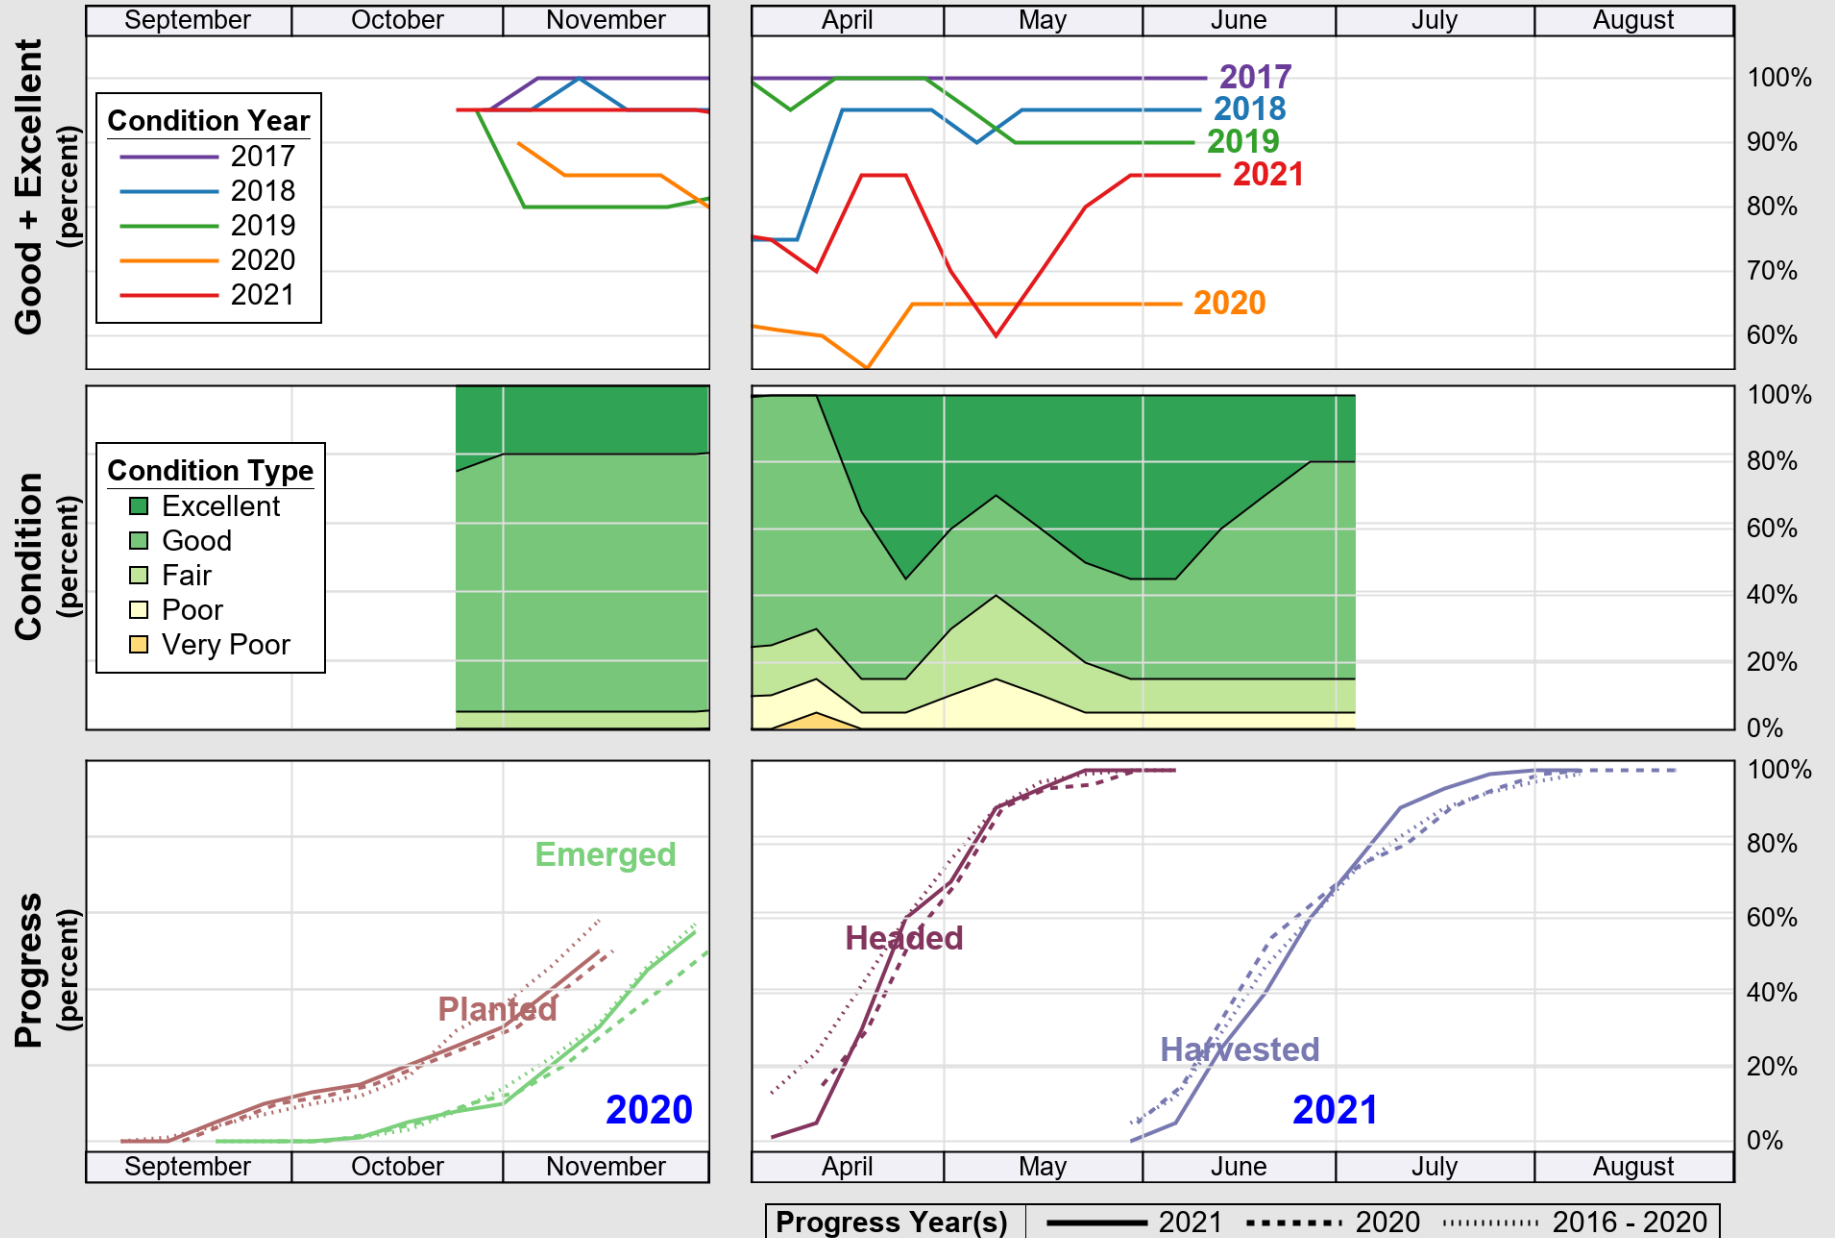 September October November April May June July August
Good + Excellent
(percent)
Condition Year
2017
2018
2019
2020
2021
2017
2018
2019
2021
2020
100%
90%
80%
70%
60%
Condition
(percent)
Condition Type
Excellent
Good
Fair
Poor
Very Poor
100%
80%
60%
40%
20%
0%
Progress
(percent)
Emerged
Planted
2020
Headed
Harvested
2021
100%
80%
60%
40%
20%
0%
September October November April May June July August
Progress Year(s) 2021 2020 2016 - 2020